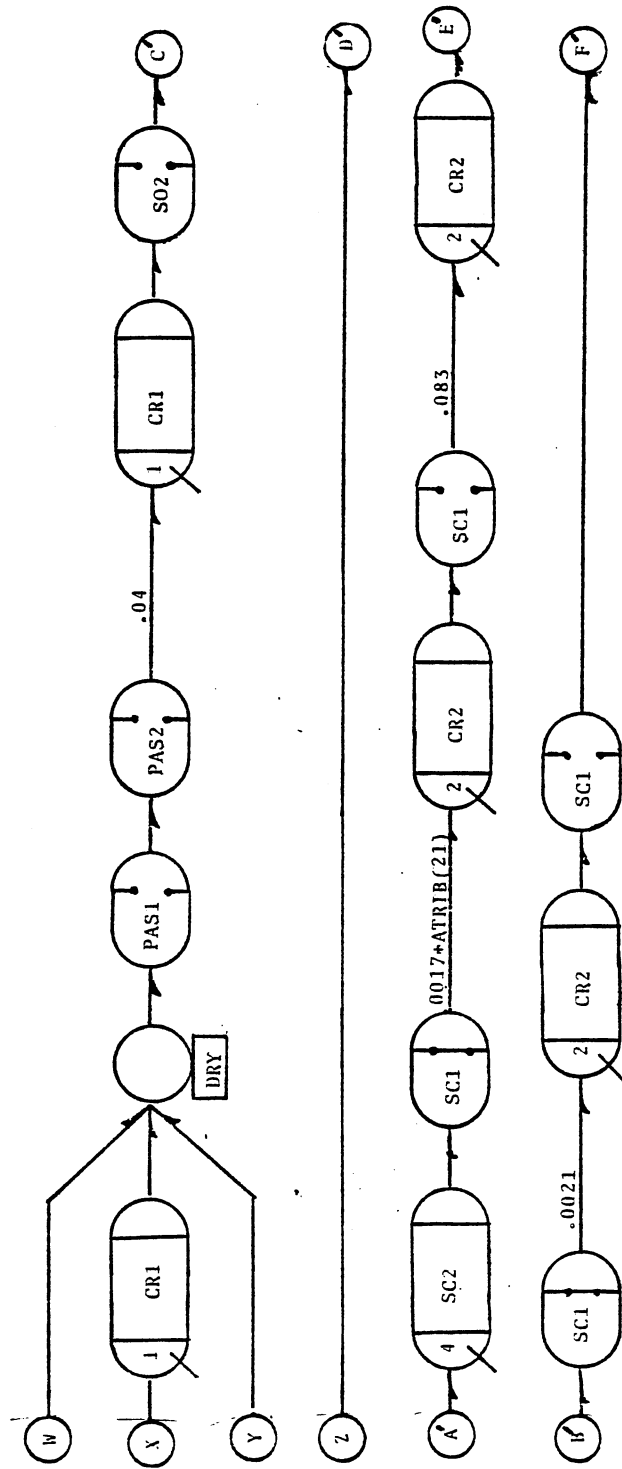 W
X
1
CR1
Y
DRY
PAS1
PAS2
.04
1
CR1
SO2
C'
Z
D'
A'
4
SC2
SC1
0017+ATRIB(21)
2
CR2
SC1
.083
2
CR2
E'
B'
SC1
.0021
2
CR2
SC1
F'